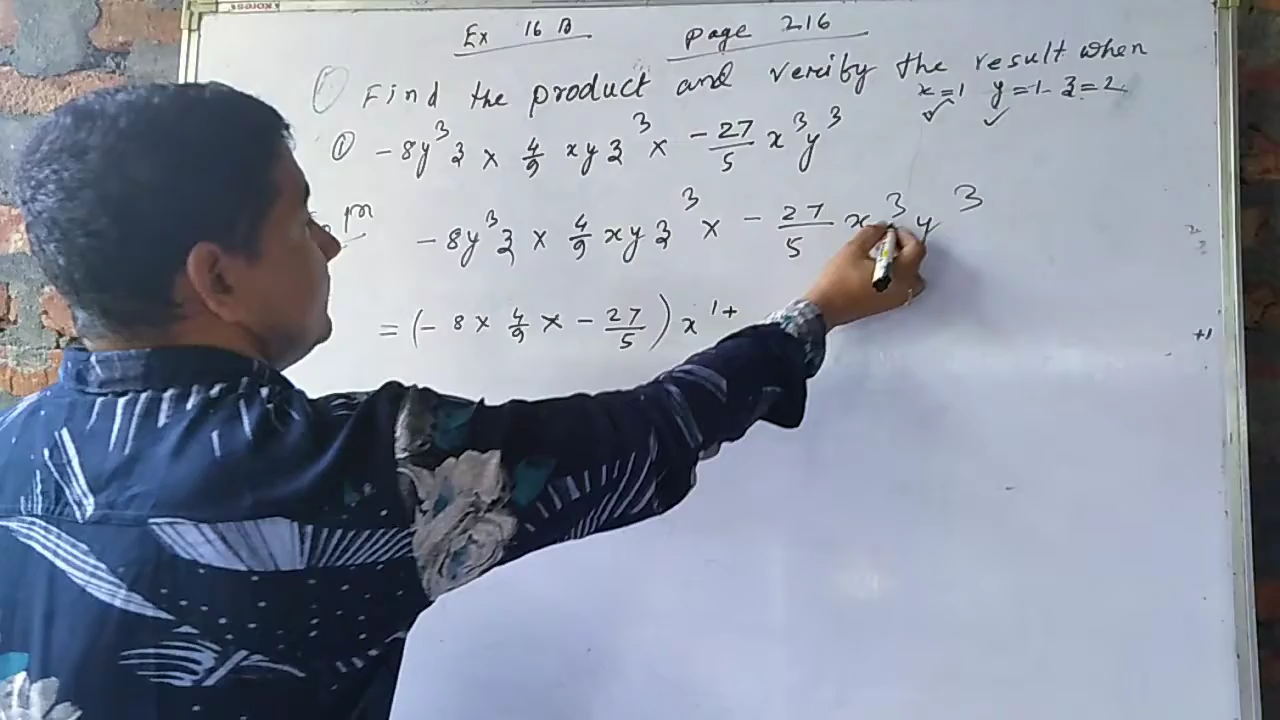 Ex 16 B page 216
① Find the product and verify the result when
x=1 y=1- z=2
① -8y³z × 4/9 xyz³ × -27/5 x³y³
m -8y³z × 4/9 xyz³ × -27/5 x³y³
= (-8 × 4/9 × -27/5) x¹⁺
+1